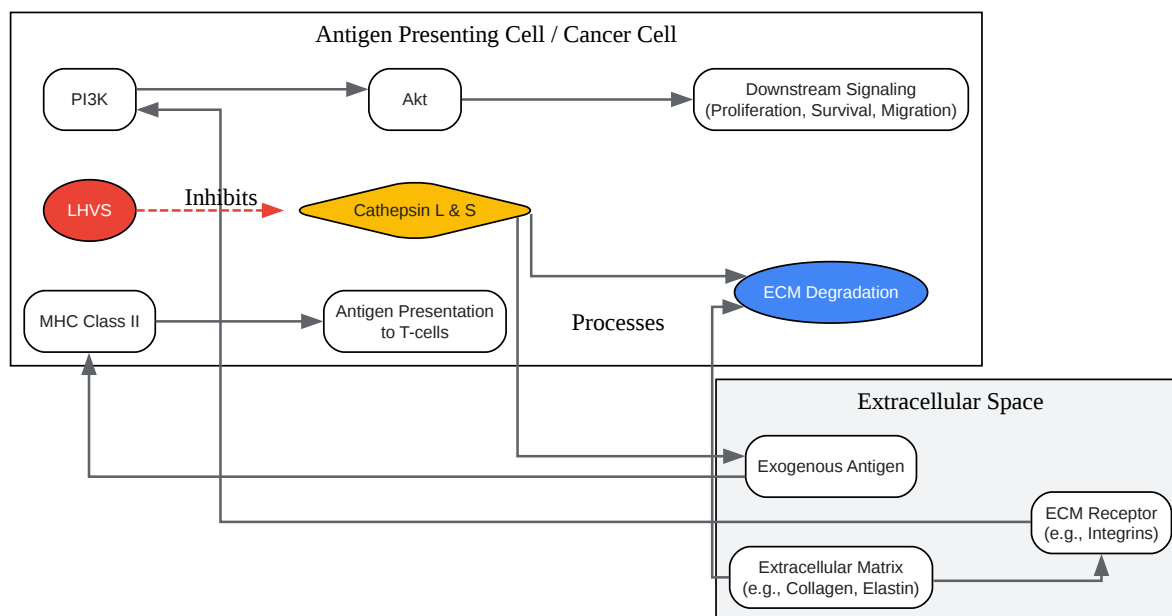 Antigen Presenting Cell / Cancer Cell
PI3K
Akt
Downstream Signaling
(Proliferation, Survival, Migration)
LHVS
Inhibits
Cathepsin L & S
ECM Degradation
MHC Class II
Antigen Presentation
to T-cells
Processes
Extracellular Space
Exogenous Antigen
ECM Receptor
(e.g., Integrins)
Extracellular Matrix
(e.g., Collagen, Elastin)